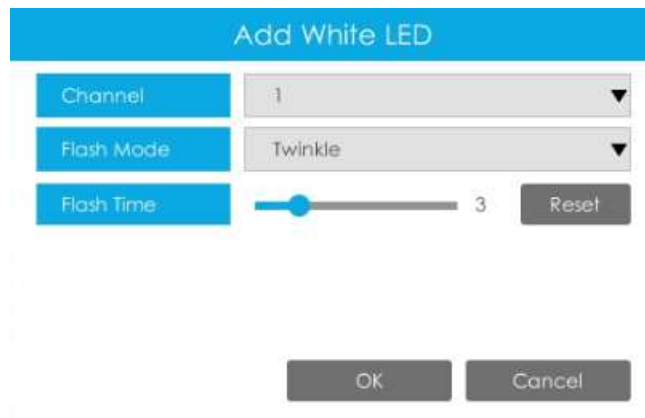 Add White LED
Channel 1
Flash Mode Twinkle
Flash Time 3 Reset
OK Cancel